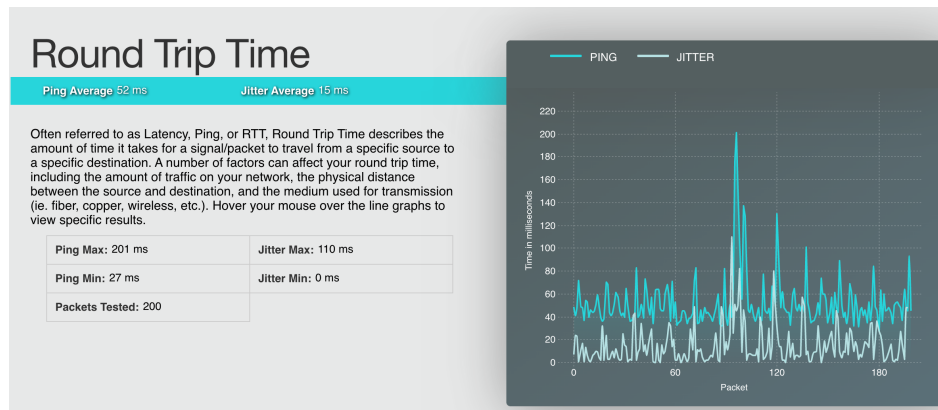 Round Trip Time
Ping Average 52 ms
Jitter Average 15 ms
Often referred to as Latency, Ping, or RTT, Round Trip Time describes the
amount of time it takes for a signal/packet to travel from a specific source to
a specific destination. A number of factors can affect your round trip time,
including the amount of traffic on your network, the physical distance
between the source and destination, and the medium used for transmission
(ie. fiber, copper, wireless, etc.). Hover your mouse over the line graphs to
view specific results.
Ping Max: 201 ms
Jitter Max: 110 ms
Ping Min: 27 ms
Jitter Min: 0 ms
Packets Tested: 200
PING
JITTER
Time in milliseconds
220
200
180
160
140
120
100
80
60
40
20
0
0
60
120
180
Packet